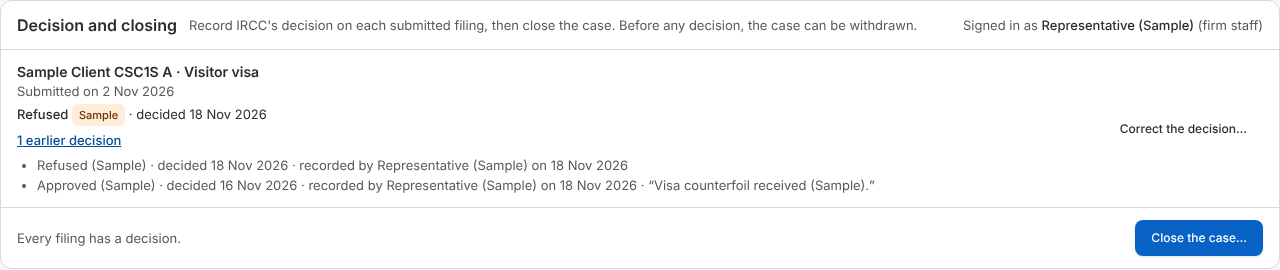 Decision and closing
Record IRCC's decision on each submitted filing, then close the case. Before any decision, the case can be withdrawn.
Signed in as Representative (Sample) (firm staff)
Sample Client CSC1S A · Visitor visa
Submitted on 2 Nov 2026
Refused Sample · decided 18 Nov 2026
1 earlier decision
Correct the decision...
• Refused (Sample) · decided 18 Nov 2026 · recorded by Representative (Sample) on 18 Nov 2026
• Approved (Sample) · decided 16 Nov 2026 · recorded by Representative (Sample) on 18 Nov 2026 · “Visa counterfoil received (Sample).”
Every filing has a decision.
Close the case...